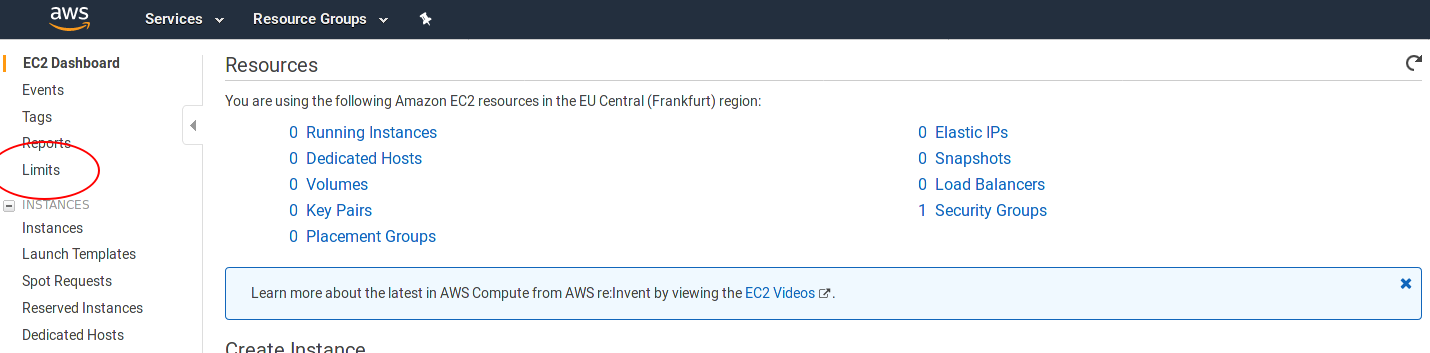 aws Services Resource Groups
EC2 Dashboard
Events
Tags
Reports
Limits
INSTANCES
Instances
Launch Templates
Spot Requests
Reserved Instances
Dedicated Hosts
Resources
You are using the following Amazon EC2 resources in the EU Central (Frankfurt) region:
0 Running Instances
0 Dedicated Hosts
0 Volumes
0 Key Pairs
0 Placement Groups
0 Elastic IPs
0 Snapshots
0 Load Balancers
1 Security Groups
Learn more about the latest in AWS Compute from AWS re:Invent by viewing the EC2 Videos.
Create Instance